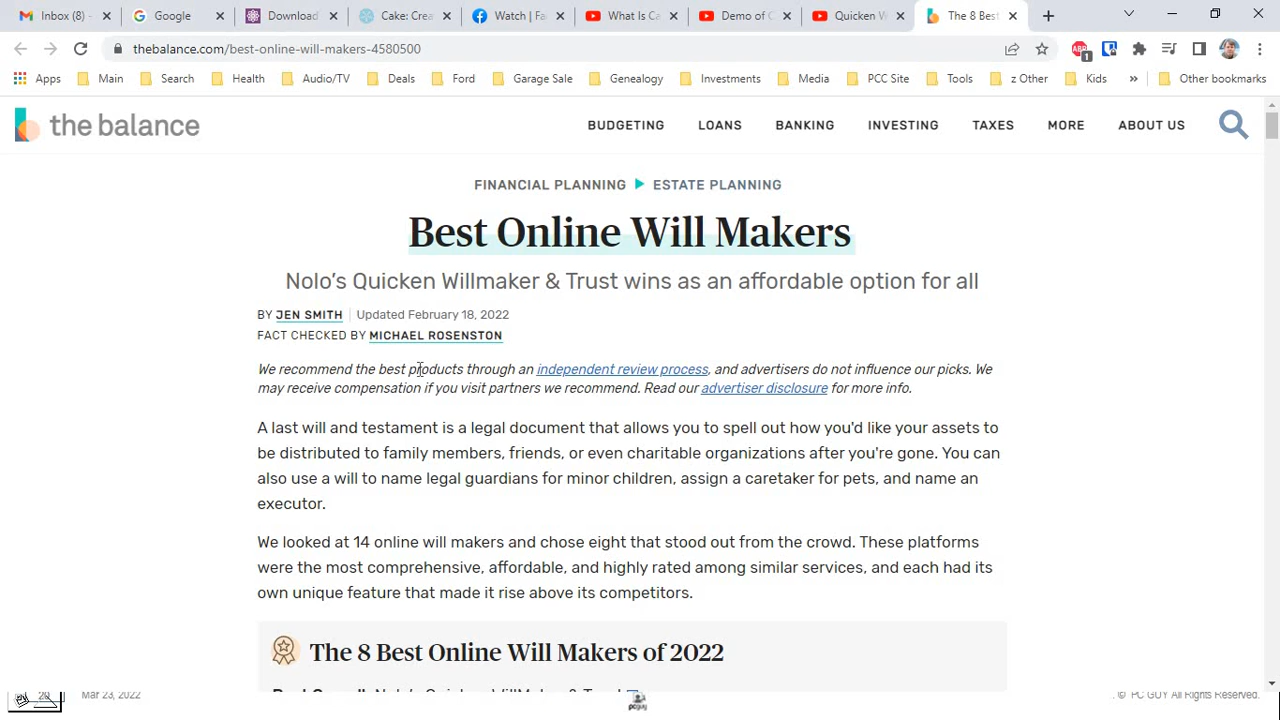 Inbox (8) -
Google
Download
Cake: Crea
Watch | Fa
What Is Ca
Demo of C
Quicken W
The 8 Best
thebalance.com/best-online-will-makers-4580500
Apps
Main
Search
Health
Audio/TV
Deals
Ford
Garage Sale
Genealogy
Investments
Media
PCC Site
Tools
z Other
Kids
»
Other bookmarks
the balance
BUDGETING
LOANS
BANKING
INVESTING
TAXES
MORE
ABOUT US
FINANCIAL PLANNING
ESTATE PLANNING
Best Online Will Makers
Nolo's Quicken Willmaker & Trust wins as an affordable option for all
BY JEN SMITH | Updated February 18, 2022
FACT CHECKED BY MICHAEL ROSENSTON
We recommend the best products through an independent review process, and advertisers do not influence our picks. We
may receive compensation if you visit partners we recommend. Read our advertiser disclosure for more info.
A last will and testament is a legal document that allows you to spell out how you'd like your assets to
be distributed to family members, friends, or even charitable organizations after you're gone. You can
also use a will to name legal guardians for minor children, assign a caretaker for pets, and name an
executor.
We looked at 14 online will makers and chose eight that stood out from the crowd. These platforms
were the most comprehensive, affordable, and highly rated among similar services, and each had its
own unique feature that made it rise above its competitors.
The 8 Best Online Will Makers of 2022
Mar 23, 2022
pcguy
© PC GUY All Rights Reserved.